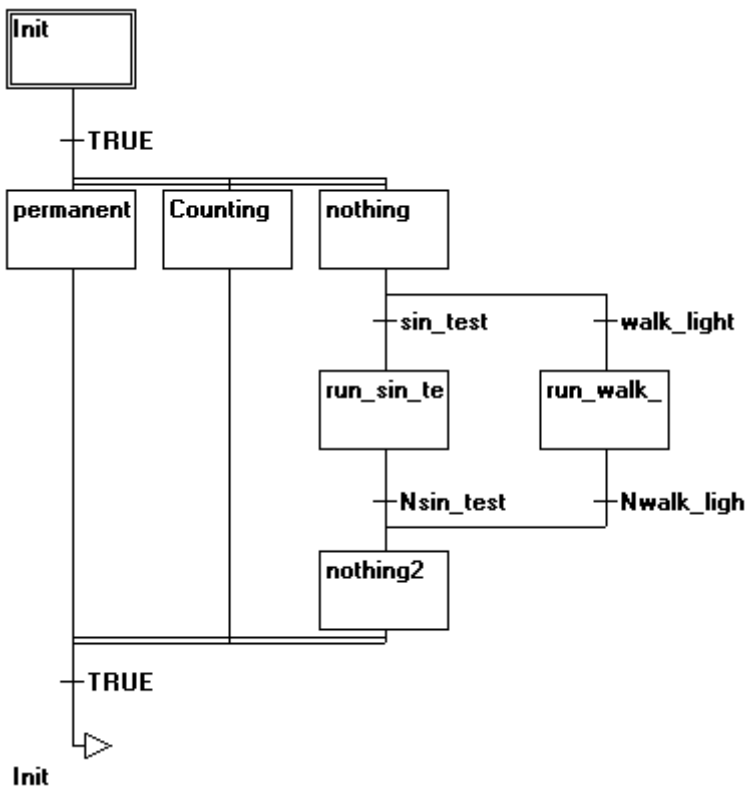 Init
TRUE
permanent Counting nothing
sin_test walk_light
run_sin_te run_walk_
Nsin_test Nwalk_ligh
nothing2
TRUE
Init